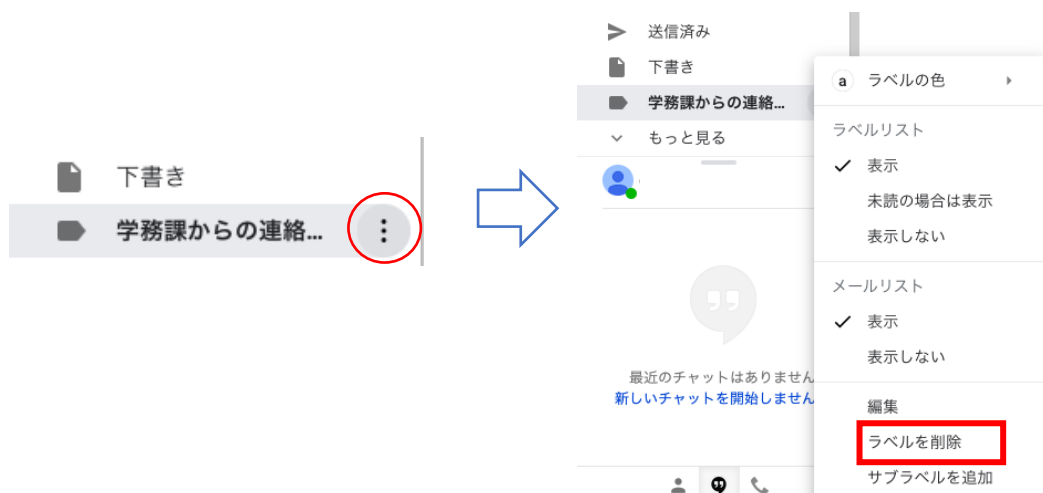 下書き
学務課からの連絡...
送信済み
下書き
学務課からの連絡...
もっと見る
最近のチャットはありません
新しいチャットを開始しません
a ラベルの色
ラベルリスト
表示
未読の場合は表示
表示しない
メールリスト
表示
表示しない
編集
ラベルを削除
サブラベルを追加